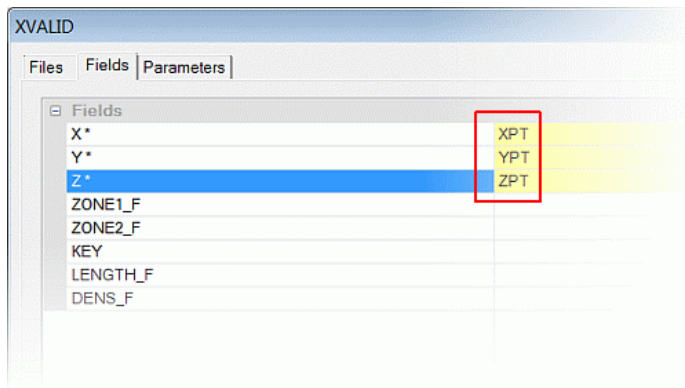 XVALID
Files Fields Parameters
Fields
X * XPT
Y * YPT
Z * ZPT
ZONE1_F
ZONE2_F
KEY
LENGTH_F
DENS_F